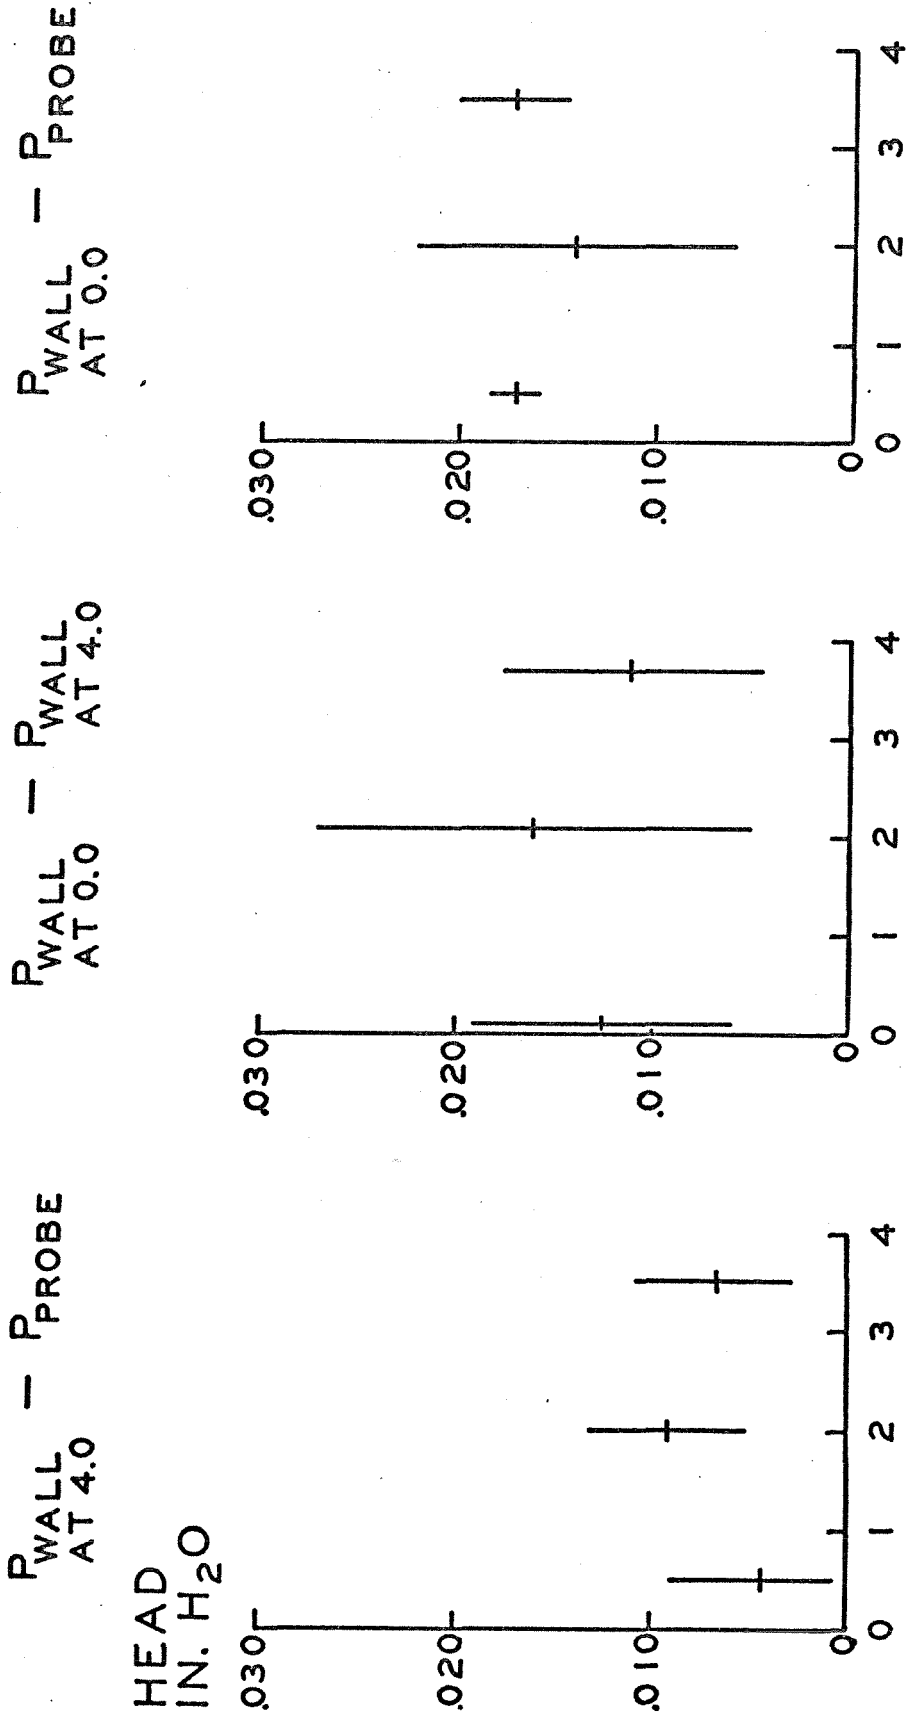 P WALL AT 4.0 — P PROBE
HEAD
IN. H2O
.030
.020
.010
0
0 1 2 3 4
P WALL AT 0.0 — P WALL AT 4.0
.030
.020
.010
0
0 1 2 3 4
P WALL AT 0.0 — P PROBE
.030
.020
.010
0
0 1 2 3 4